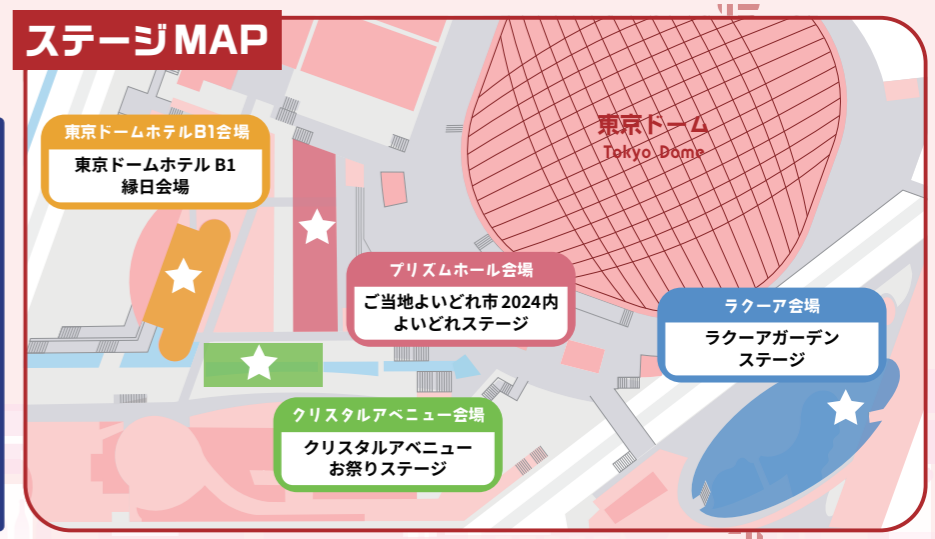 ステージMAP
東京ドーム
Tokyo Dome
東京ドームホテルB1会場
東京ドームホテル B1
縁日会場
プリズムホール会場
ご当地よいどれ市 2024内
よいどれステージ
ラクーア会場
ラクーアガーデン
ステージ
クリスタルアベニュー会場
クリスタルアベニュー
お祭りステージ